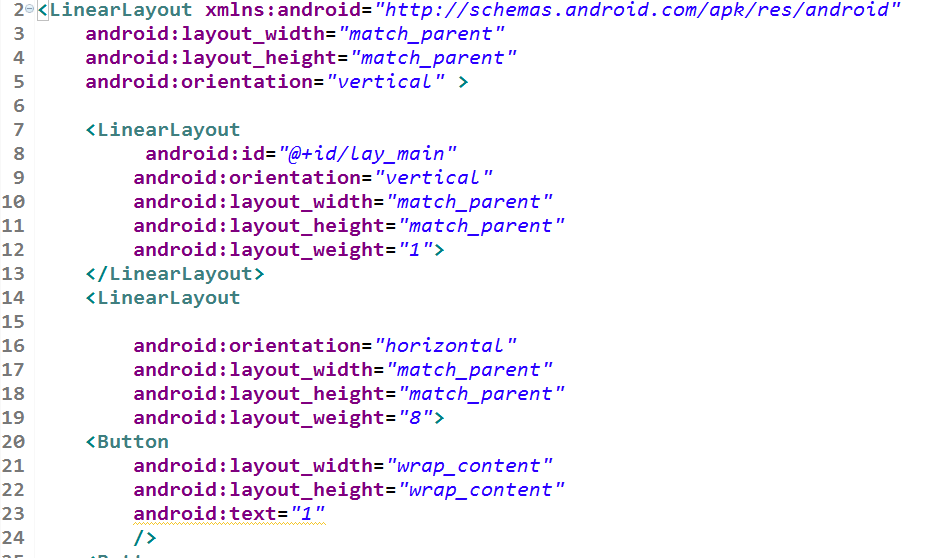 2 <LinearLayout xmlns:android="http://schemas.android.com/apk/res/android"
3 android:layout_width="match_parent"
4 android:layout_height="match_parent"
5 android:orientation="vertical" >
6
7 <LinearLayout
8 android:id="@+id/lay_main"
9 android:orientation="vertical"
10 android:layout_width="match_parent"
11 android:layout_height="match_parent"
12 android:layout_weight="1">
13 </LinearLayout>
14 <LinearLayout
15
16 android:orientation="horizontal"
17 android:layout_width="match_parent"
18 android:layout_height="match_parent"
19 android:layout_weight="8">
20 <Button
21 android:layout_width="wrap_content"
22 android:layout_height="wrap_content"
23 android:text="1"
24 />